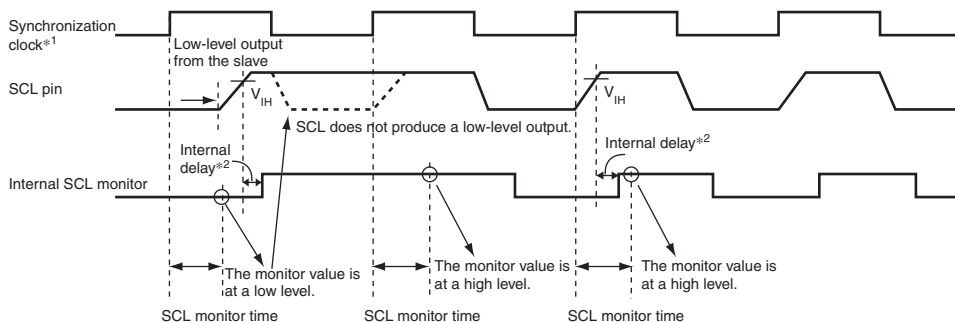 Synchronization
clock*1
Low-level output
from the slave
SCL pin
VIH
VIH
SCL does not produce a low-level output.
Internal
delay*2
Internal delay*2
Internal SCL monitor
The monitor value is
at a low level.
The monitor value is
at a high level.
The monitor value is
at a high level.
SCL monitor time
SCL monitor time
SCL monitor time